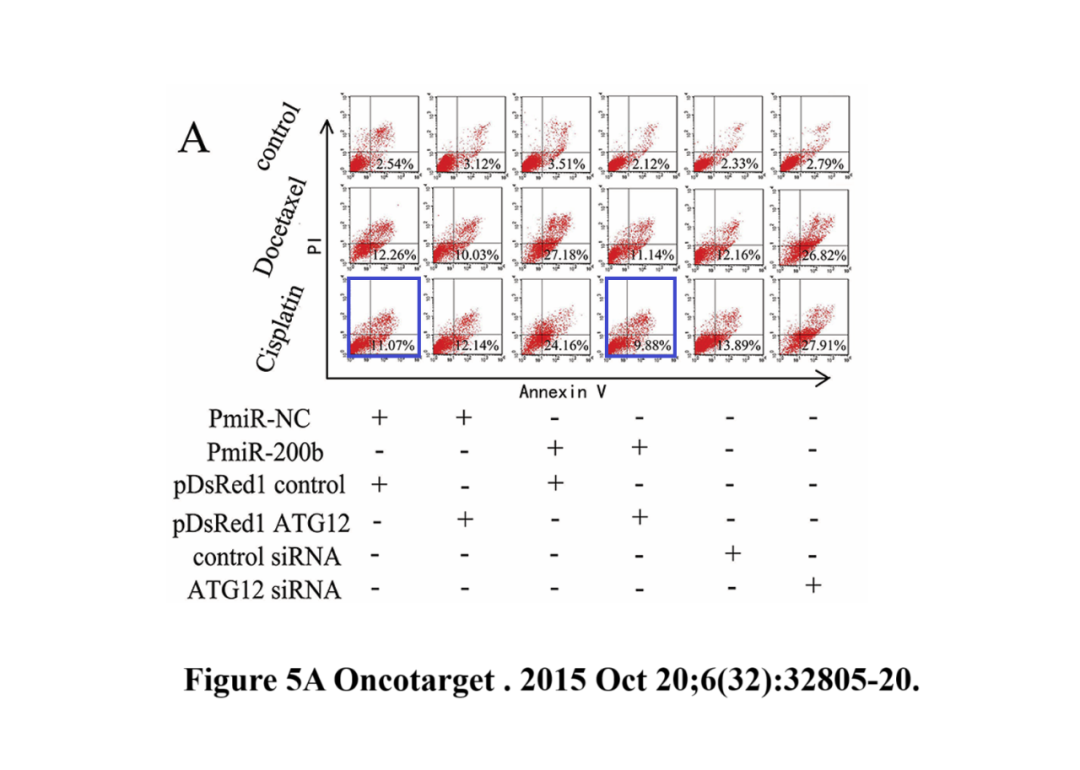 A
control
2.54% 3.12% 3.51% 2.12% 2.33% 2.79%
Docetaxel
PI
12.26% 10.03% 27.18% 11.14% 12.16% 26.82%
Cisplatin
11.07% 12.14% 24.16% 9.88% 13.89% 27.91%
Annexin V
PmiR-NC + + - - - -
PmiR-200b - - + + - -
pDsRed1 control + - + - - -
pDsRed1 ATG12 - + - + - -
control siRNA - - - - + -
ATG12 siRNA - - - - - +
Figure 5A Oncotarget . 2015 Oct 20;6(32):32805-20.